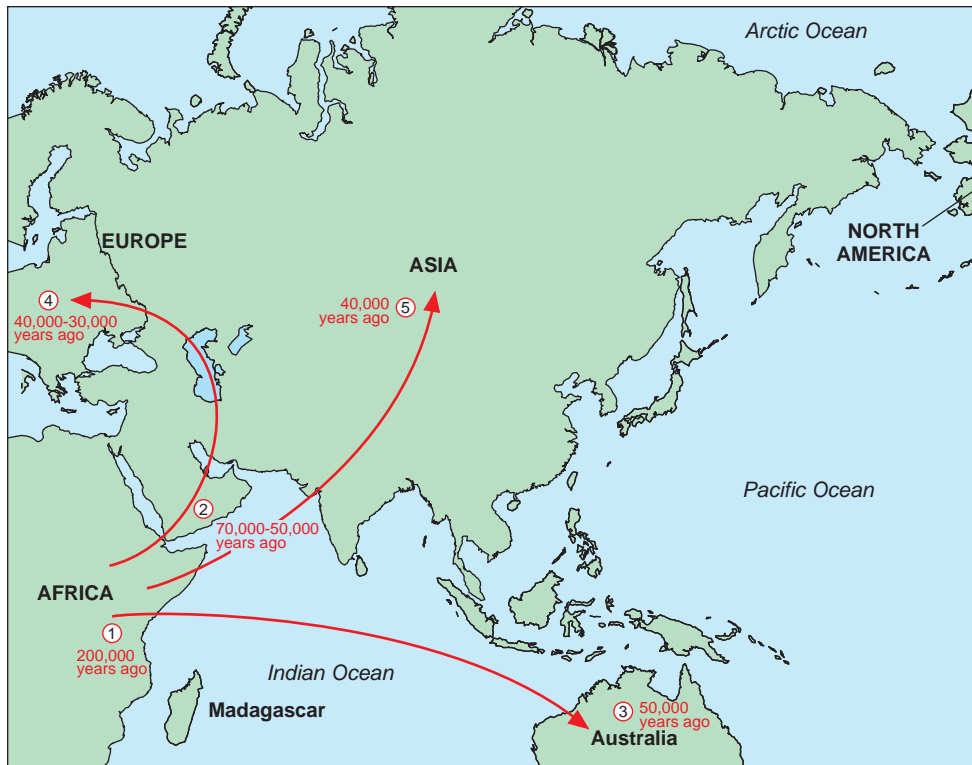 Arctic Ocean
NORTH
AMERICA
EUROPE
ASIA
4
40,000-30,000
years ago
40,000
years ago
5
Pacific Ocean
2
70,000-50,000
years ago
AFRICA
1
200,000
years ago
Indian Ocean
Madagascar
3
50,000
years ago
Australia